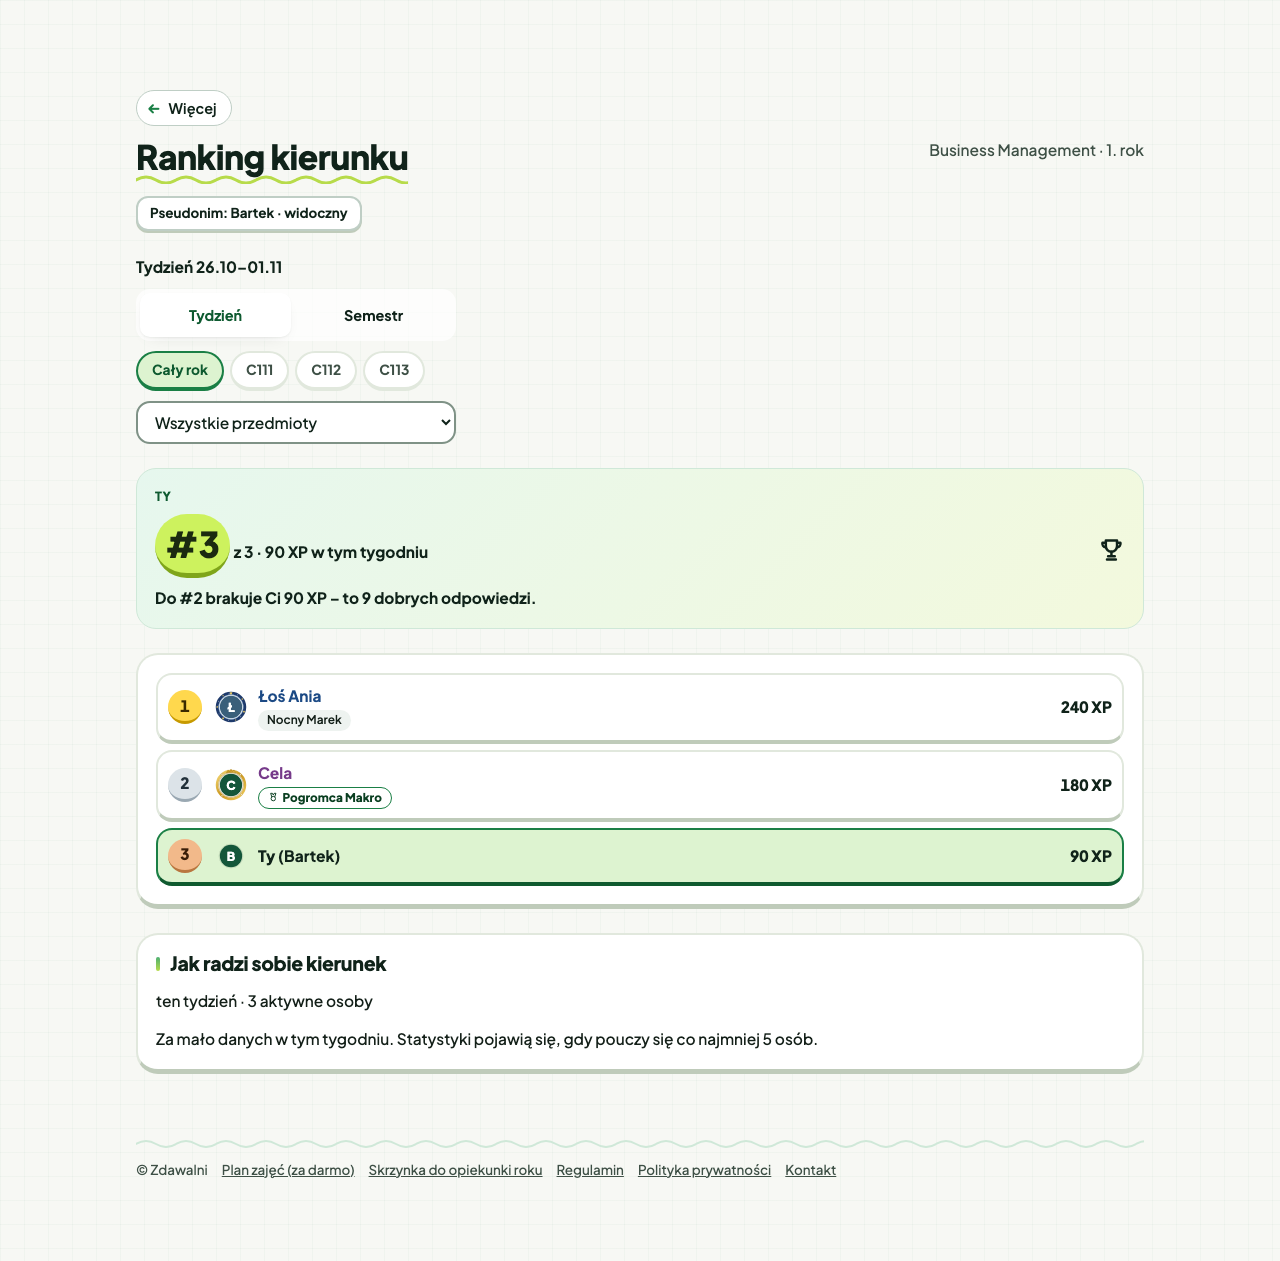 Więcej
Ranking kierunku
Business Management · 1. rok
Pseudonim: Bartek · widoczny
Tydzień 26.10–01.11
Tydzień Semestr
Cały rok C111 C112 C113
Wszystkie przedmioty
TY
#3 z 3 · 90 XP w tym tygodniu
Do #2 brakuje Ci 90 XP – to 9 dobrych odpowiedzi.
1 Ł Łoś Ania 240 XP
Nocny Marek
2 C Cela 180 XP
Pogromca Makro
3 B Ty (Bartek) 90 XP
Jak radzi sobie kierunek
ten tydzień · 3 aktywne osoby
Za mało danych w tym tygodniu. Statystyki pojawią się, gdy pouczy się co najmniej 5 osób.
© Zdawalni Plan zajęć (za darmo) Skrzynka do opiekunki roku Regulamin Polityka prywatności Kontakt